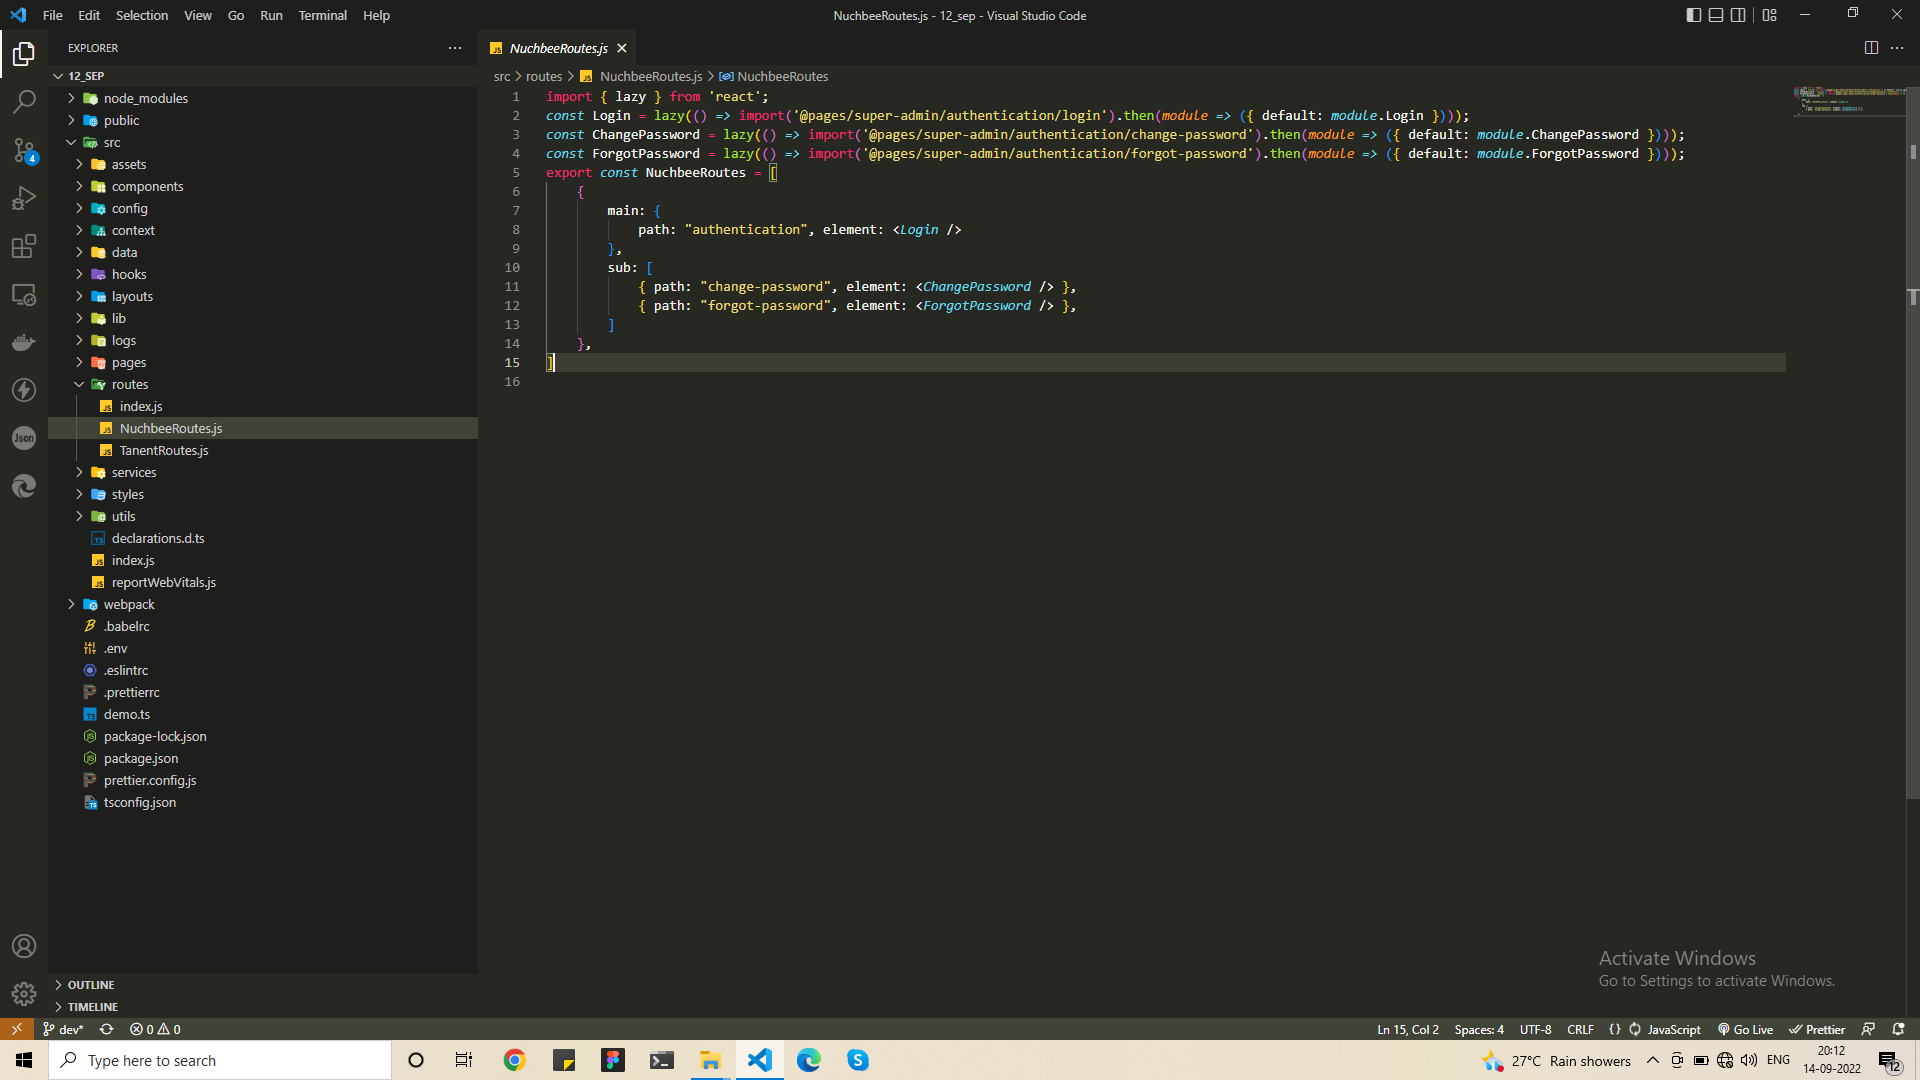 File Edit Selection View Go Run Terminal Help
NuchbeeRoutes.js - 12_sep - Visual Studio Code
EXPLORER
12_SEP
node_modules
public
src
assets
components
config
context
data
hooks
layouts
lib
logs
pages
routes
index.js
NuchbeeRoutes.js
TanentRoutes.js
services
styles
utils
declarations.d.ts
index.js
reportWebVitals.js
webpack
.babelrc
.env
.eslintrc
.prettierrc
demo.ts
package-lock.json
package.json
prettier.config.js
tsconfig.json
OUTLINE
TIMELINE
4
Json
NuchbeeRoutes.js
src > routes > NuchbeeRoutes.js > NuchbeeRoutes
1 import { lazy } from 'react';
2 const Login = lazy(() => import('@pages/super-admin/authentication/login').then(module => ({ default: module.Login })));
3 const ChangePassword = lazy(() => import('@pages/super-admin/authentication/change-password').then(module => ({ default: module.ChangePassword })));
4 const ForgotPassword = lazy(() => import('@pages/super-admin/authentication/forgot-password').then(module => ({ default: module.ForgotPassword })));
5 export const NuchbeeRoutes = [
6 {
7 main: {
8 path: "authentication", element: <Login />
9 },
10 sub: [
11 { path: "change-password", element: <ChangePassword /> },
12 { path: "forgot-password", element: <ForgotPassword /> },
13 ]
14 },
15 ]
16
Activate Windows
Go to Settings to activate Windows.
dev* 0 0
Ln 15, Col 2 Spaces: 4 UTF-8 CRLF {} JavaScript Go Live Prettier
Type here to search
27°C Rain showers ENG
20:12
14-09-2022
12